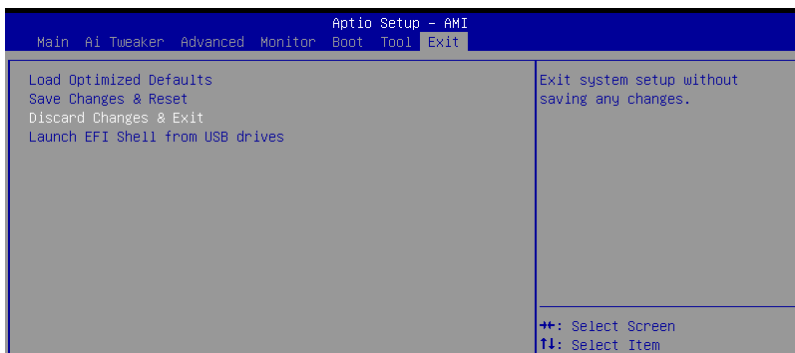 Aptio Setup - AMI
Main Ai Tweaker Advanced Monitor Boot Tool Exit
Load Optimized Defaults
Save Changes & Reset
Discard Changes & Exit
Launch EFI Shell from USB drives
Exit system setup without
saving any changes.
→←: Select Screen
↑↓: Select Item